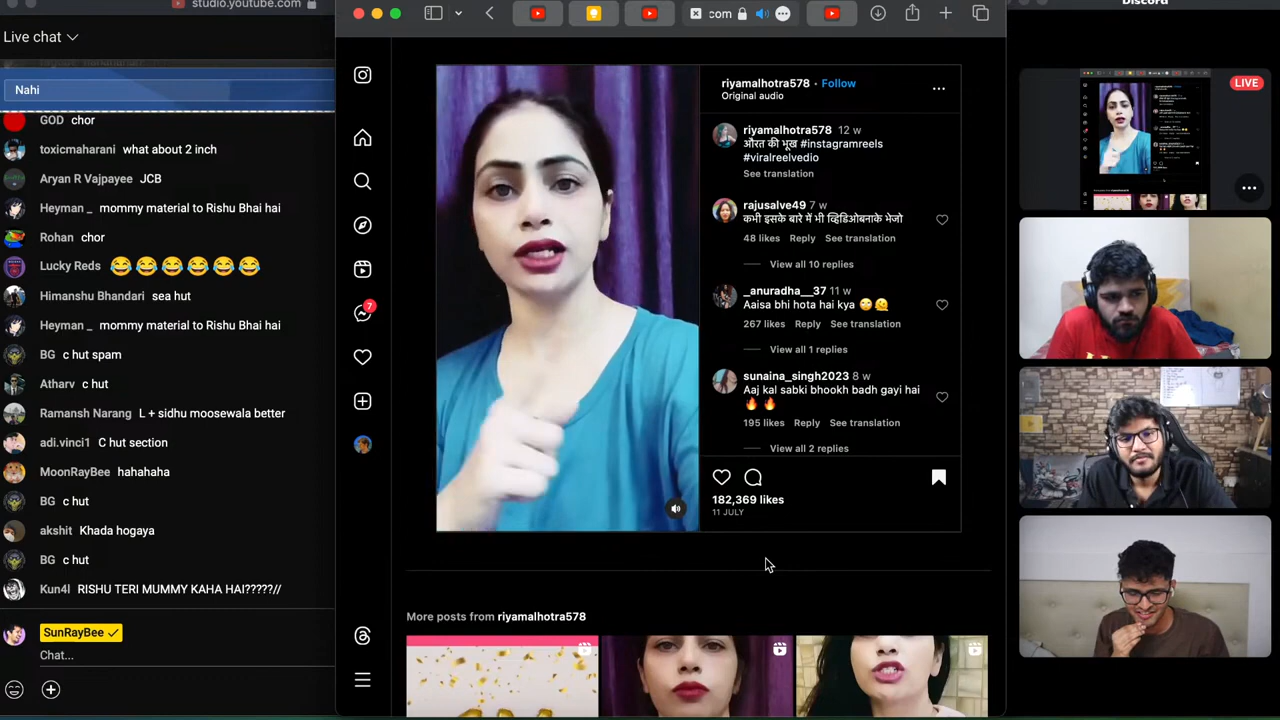 studio.youtube.com
Live chat
Nahi
GOD chor
toxicmaharani what about 2 inch
Aryan R Vajpayee JCB
Heyman _ mommy material to Rishu Bhai hai
Rohan chor
Lucky Reds 😂😂😂😂😂😂
Himanshu Bhandari sea hut
Heyman _ mommy material to Rishu Bhai hai
BG c hut spam
Atharv c hut
Ramansh Narang L + sidhu moosewala better
adi.vinci1 C hut section
MoonRayBee hahahaha
BG c hut
akshit Khada hogaya
BG c hut
Kun4l RISHU TERI MUMMY KAHA HAI?????//
SunRayBee
Chat...
com
7
riyamalhotra578 · Follow
Original audio
riyamalhotra578 12 w
औरत की भूख #instagramreels
#viralreelvedio
See translation
rajusalve49 7 w
कभी इसके बारे में भी व्हिडिओबनाके भेजो
48 likes Reply See translation
View all 10 replies
_anuradha__37 11 w
Aaisa bhi hota hai kya 🙄🫠
267 likes Reply See translation
View all 1 replies
sunaina_singh2023 8 w
Aaj kal sabki bhookh badh gayi hai
🔥 🔥
195 likes Reply See translation
View all 2 replies
182,369 likes
11 JULY
More posts from riyamalhotra578
Discord
LIVE